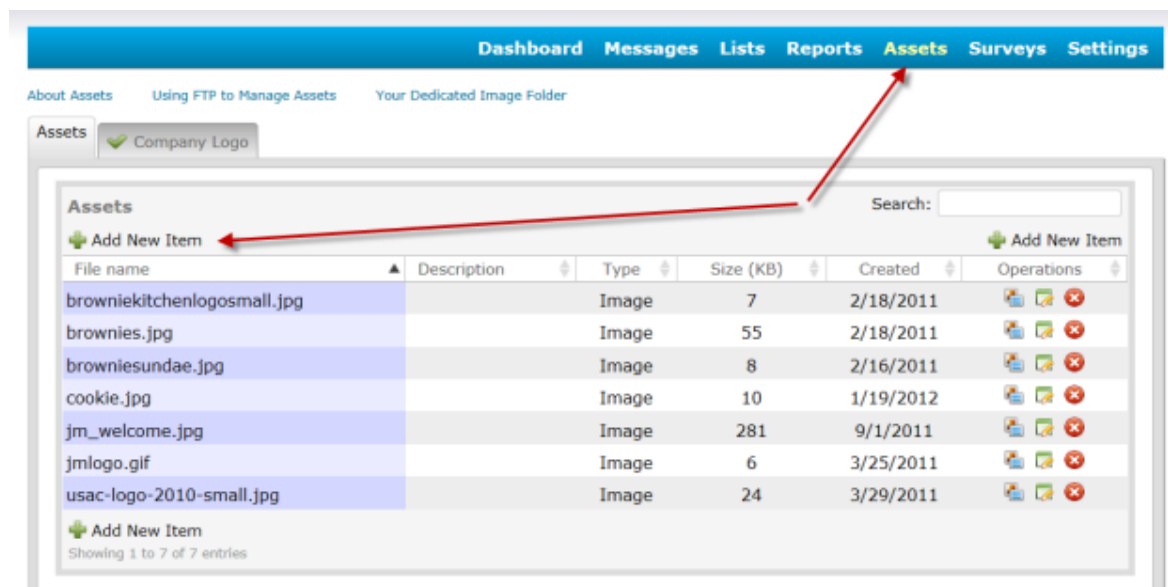 Dashboard Messages Lists Reports Assets Surveys Settings
About Assets Using FTP to Manage Assets Your Dedicated Image Folder
Assets Company Logo
Assets Search:
Add New Item Add New Item
File name Description Type Size (KB) Created Operations
browniekitchenlogosmall.jpg Image 7 2/18/2011
brownies.jpg Image 55 2/18/2011
browniesundae.jpg Image 8 2/16/2011
cookie.jpg Image 10 1/19/2012
jm_welcome.jpg Image 281 9/1/2011
jmlogo.gif Image 6 3/25/2011
usac-logo-2010-small.jpg Image 24 3/29/2011
Add New Item
Showing 1 to 7 of 7 entries